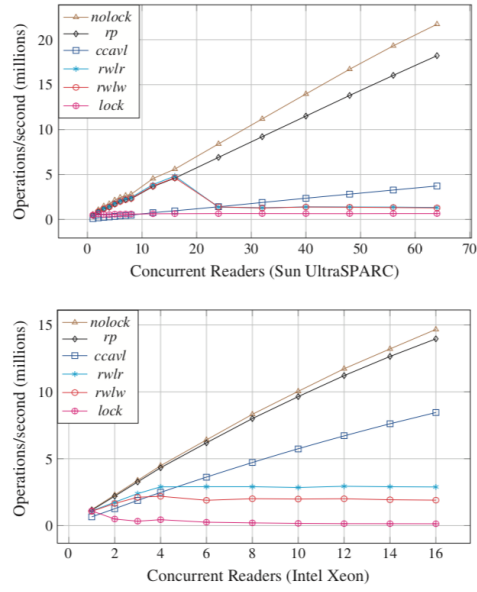 nolock
rp
ccavl
rwlr
rwlw
lock
20
15
10
5
0
Operations/second (millions)
0 10 20 30 40 50 60 70
Concurrent Readers (Sun UltraSPARC)
nolock
rp
ccavl
rwlr
rwlw
lock
15
10
5
0
Operations/second (millions)
0 2 4 6 8 10 12 14 16
Concurrent Readers (Intel Xeon)